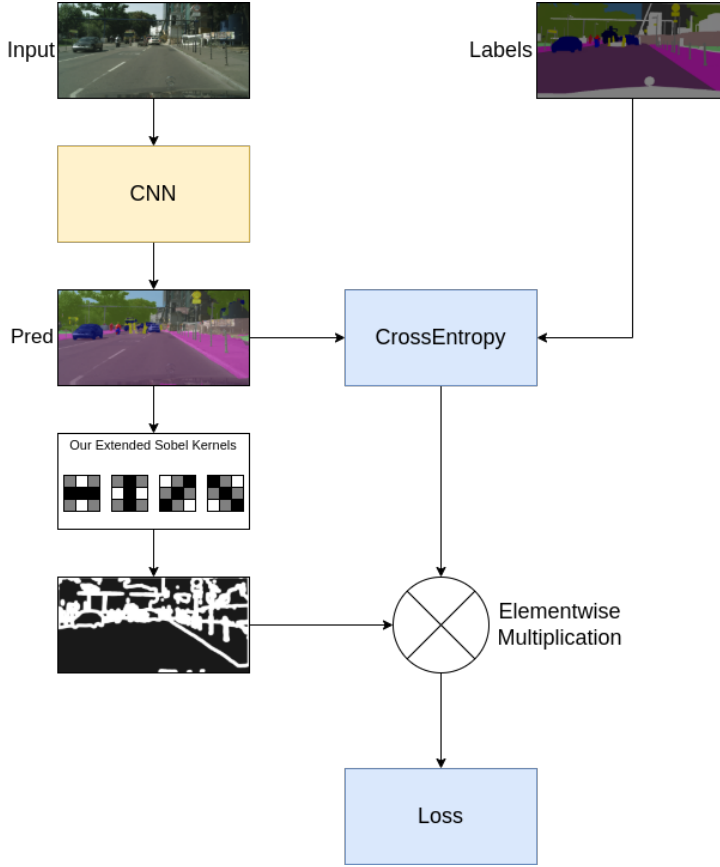 Input
Labels
CNN
Pred
CrossEntropy
Our Extended Sobel Kernels
Elementwise
Multiplication
Loss